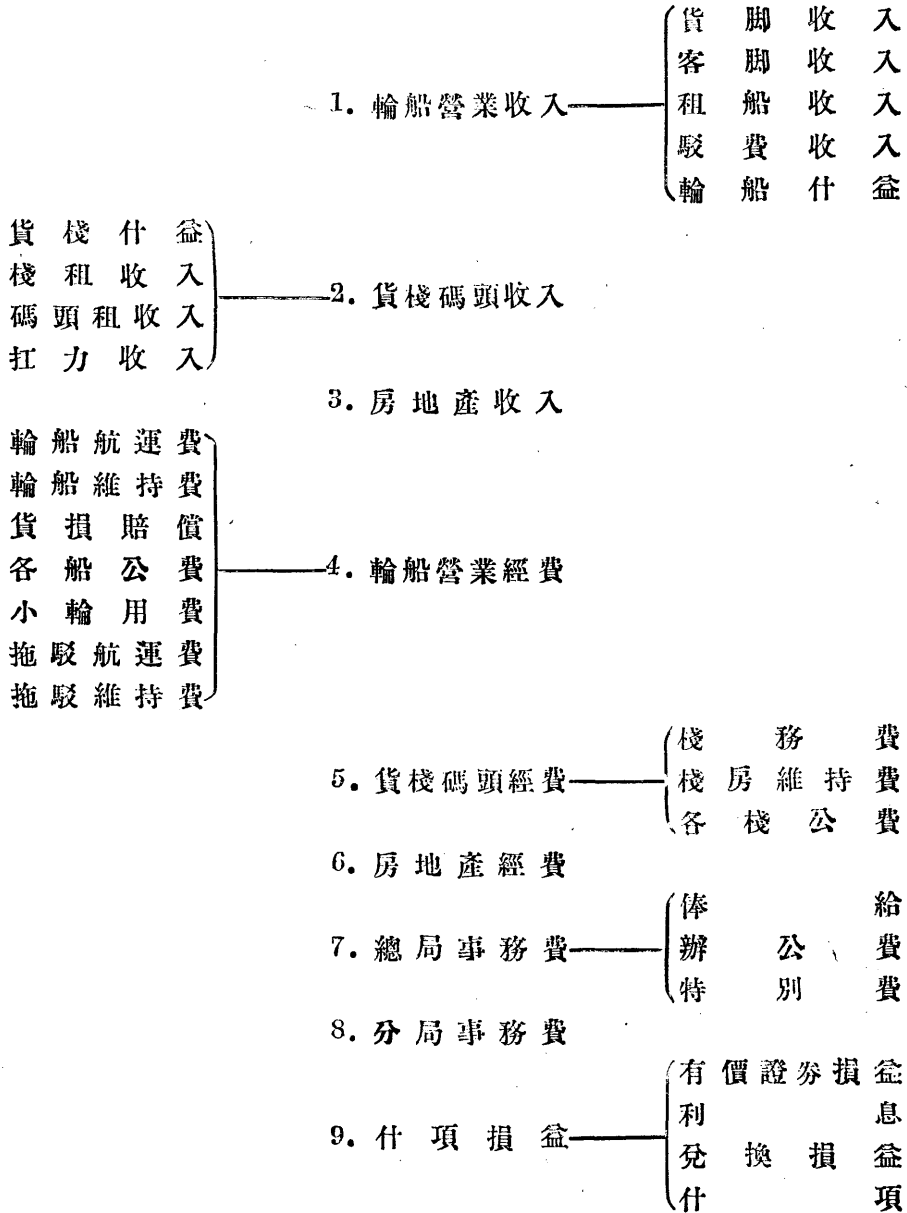 1. 輪船營業收入
貨脚收入
客脚收入
租船收入
駁費收入
輪船什益
貨棧什益
棧租收入
碼頭租收入
扛力收入
2. 貨棧碼頭收入
3. 房地產收入
輪船航運費
輪船維持費
貨損賠償
各船公費
小輪用費
拖駁航運費
拖駁維持費
4. 輪船營業經費
5. 貨棧碼頭經費
棧務費
棧房維持費
各棧公費
6. 房地產經費
7. 總局事務費
俸給
辦公費
特別費
8. 分局事務費
9. 什項損益
有價證券損益
利息
兌換損益
什項